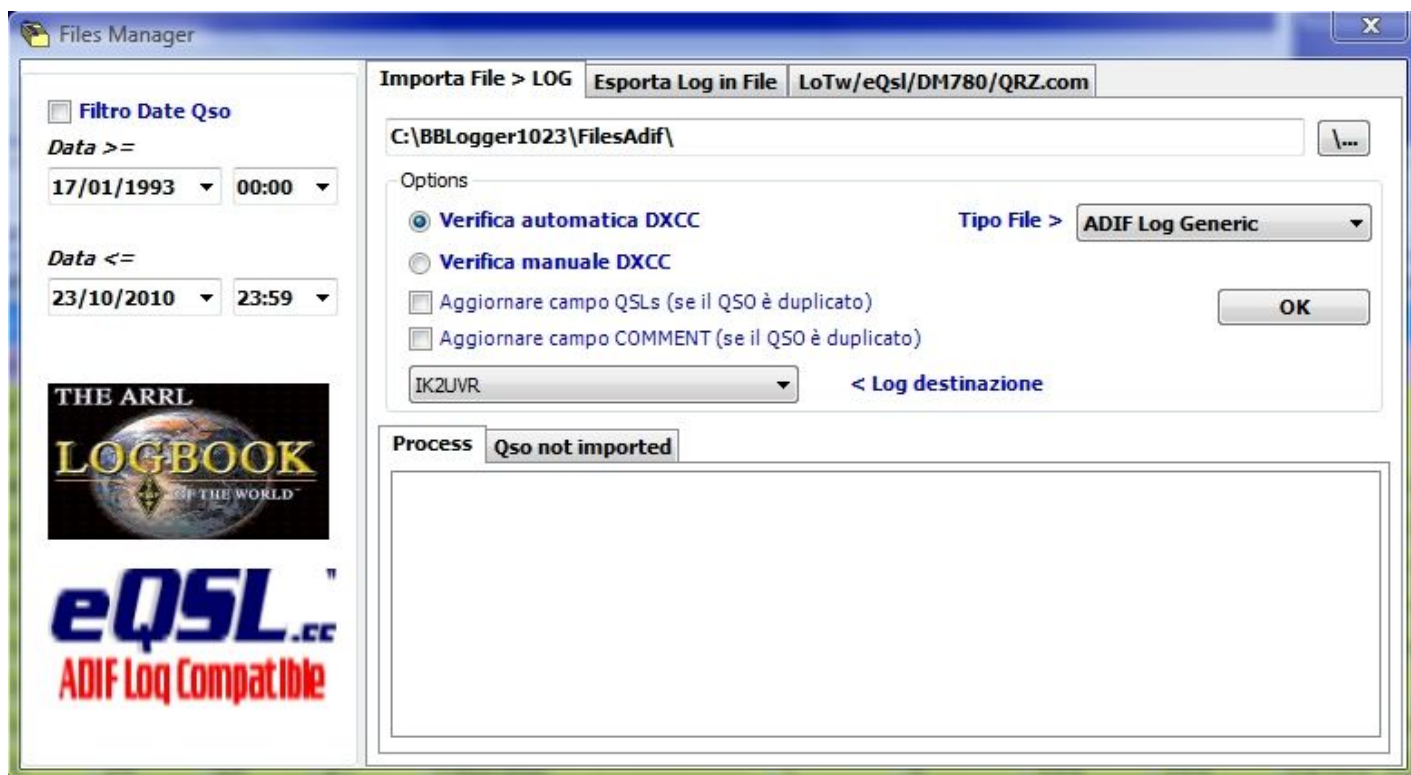 Files Manager
X
Filtro Date Qso
Data >=
17/01/1993 00:00
Data <=
23/10/2010 23:59
THE ARRL
LOGBOOK
OF THE WORLD
eQSL.cc
ADIF Log Compatible
Importa File > LOG Esporta Log in File LoTw/eQsl/DM780/QRZ.com
C:\BBLogger1023\FilesAdif\ \...
Options
Verifica automatica DXCC Tipo File > ADIF Log Generic
Verifica manuale DXCC
Aggiornare campo QSLs (se il QSO è duplicato) OK
Aggiornare campo COMMENT (se il QSO è duplicato)
IK2UVR < Log destinazione
Process Qso not imported